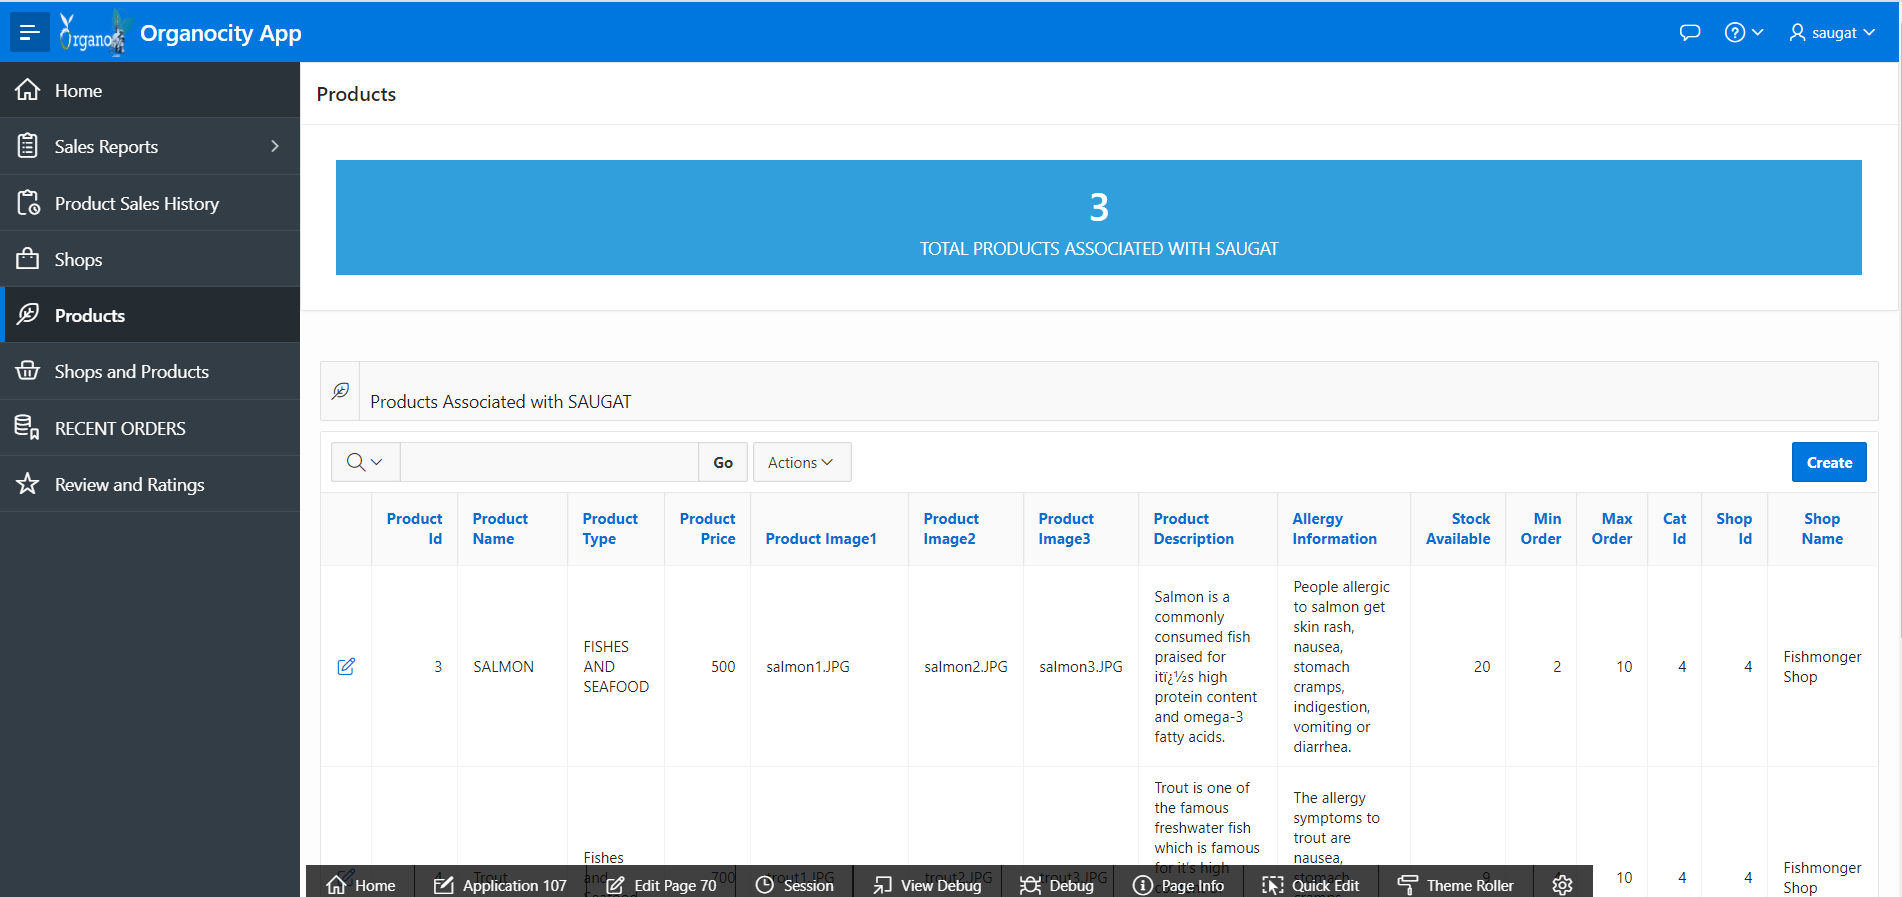 Organo
Organocity App
saugat
Home
Sales Reports
Product Sales History
Shops
Products
Shops and Products
RECENT ORDERS
Review and Ratings
Products
3
TOTAL PRODUCTS ASSOCIATED WITH SAUGAT
Products Associated with SAUGAT
Go
Actions
Create
Product Id
Product Name
Product Type
Product Price
Product Image1
Product Image2
Product Image3
Product Description
Allergy Information
Stock Available
Min Order
Max Order
Cat Id
Shop Id
Shop Name
3
SALMON
FISHES
AND
SEAFOOD
500
salmon1.JPG
salmon2.JPG
salmon3.JPG
Salmon is a
commonly
consumed fish
praised for
itï¿½s high
protein content
and omega-3
fatty acids.
People allergic
to salmon get
skin rash,
nausea,
stomach
cramps,
indigestion,
vomiting or
diarrhea.
20
2
10
4
4
Fishmonger
Shop
Trout
Fishes
and
Seafood
700
trout1.JPG
trout2.JPG
trout3.JPG
Trout is one of
the famous
freshwater fish
which is famous
for it's high
The allergy
symptoms to
trout are
nausea,
stomach
cramps
9
10
4
4
Fishmonger
Shop
Home
Application 107
Edit Page 70
Session
View Debug
Debug
Page Info
Quick Edit
Theme Roller